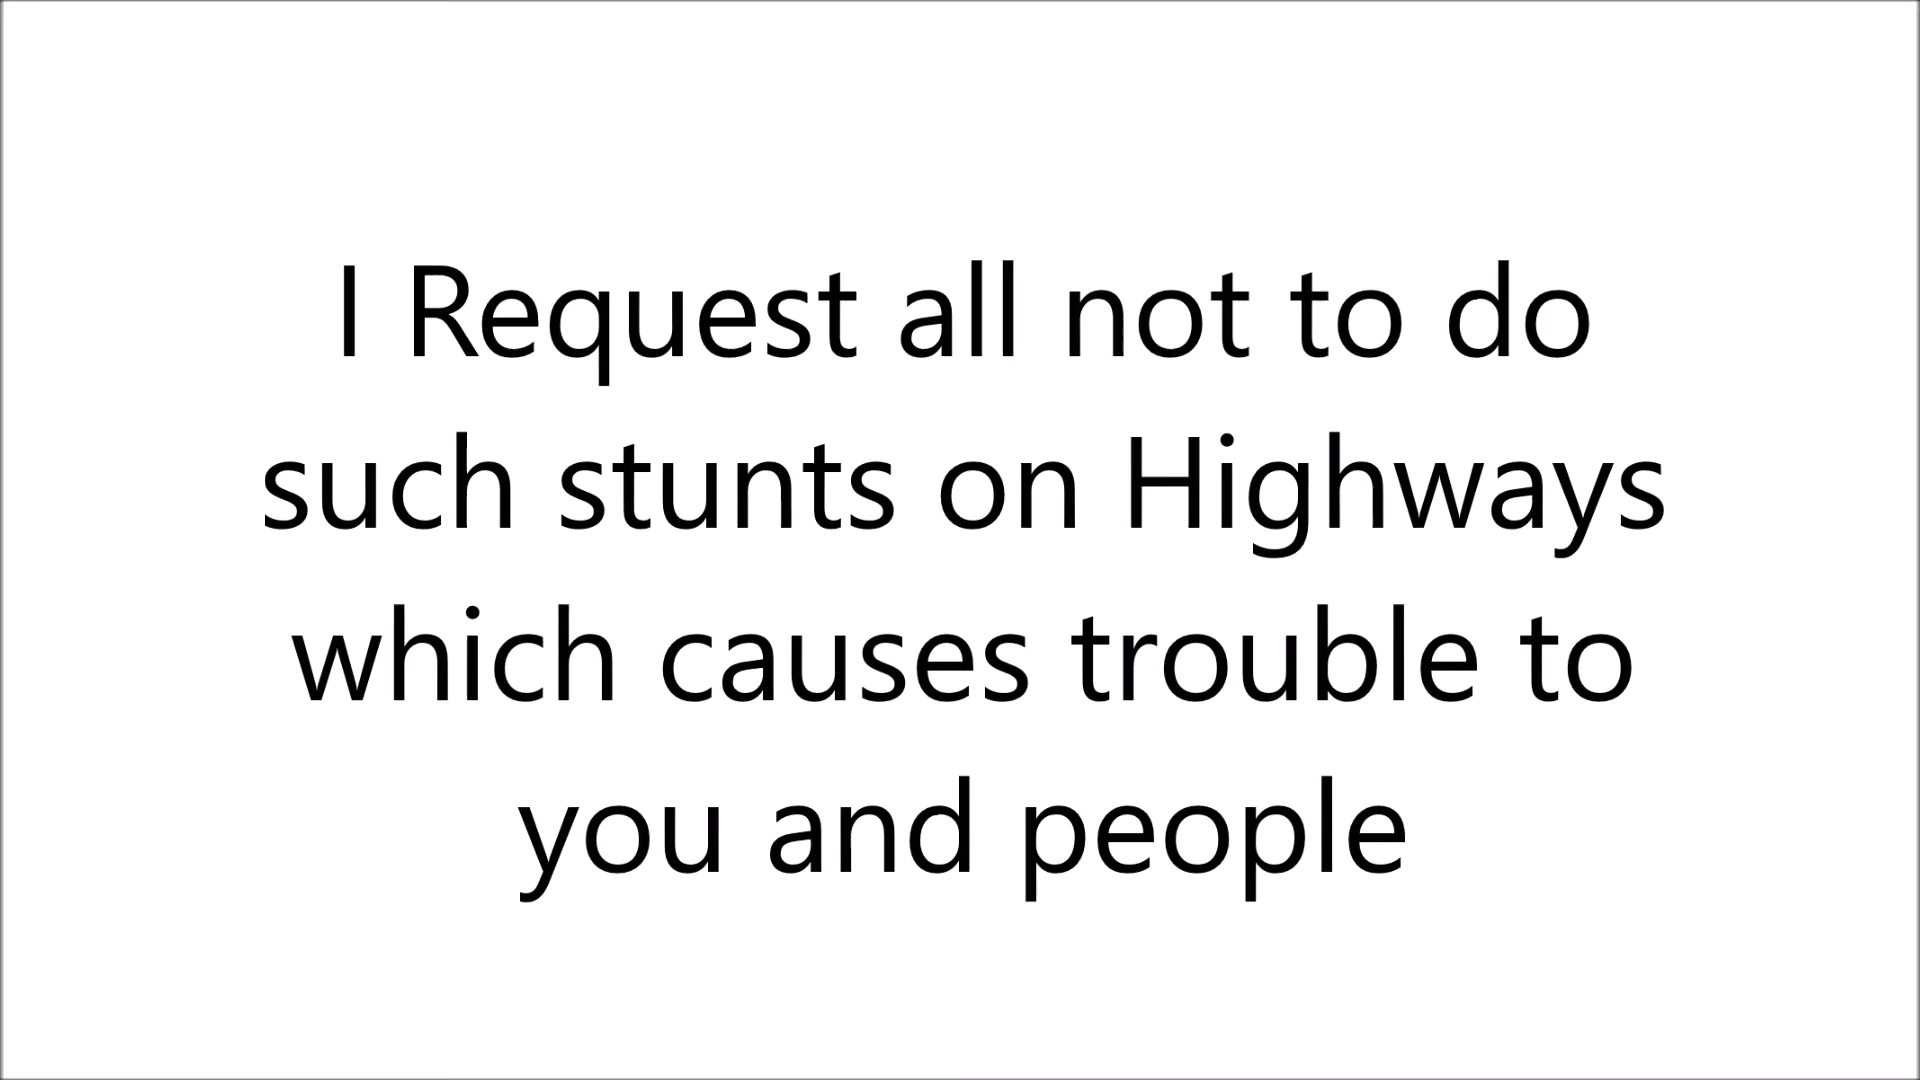 I Request all not to do
such stunts on Highways
which causes trouble to
you and people